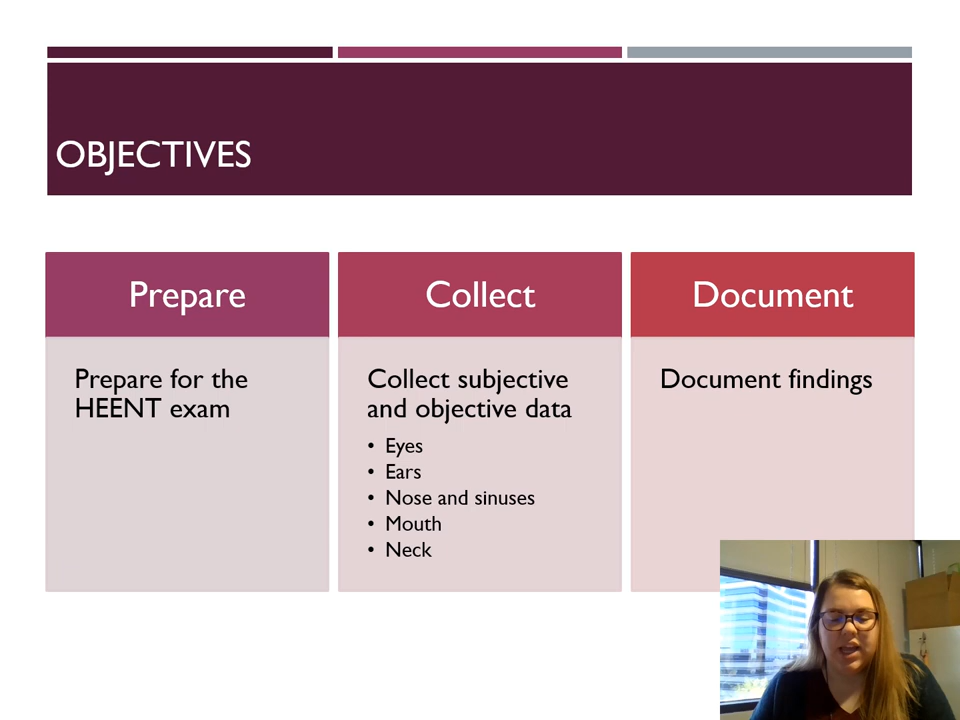 OBJECTIVES
Prepare
Prepare for the
HEENT exam
Collect
Collect subjective
and objective data
• Eyes
• Ears
• Nose and sinuses
• Mouth
• Neck
Document
Document findings